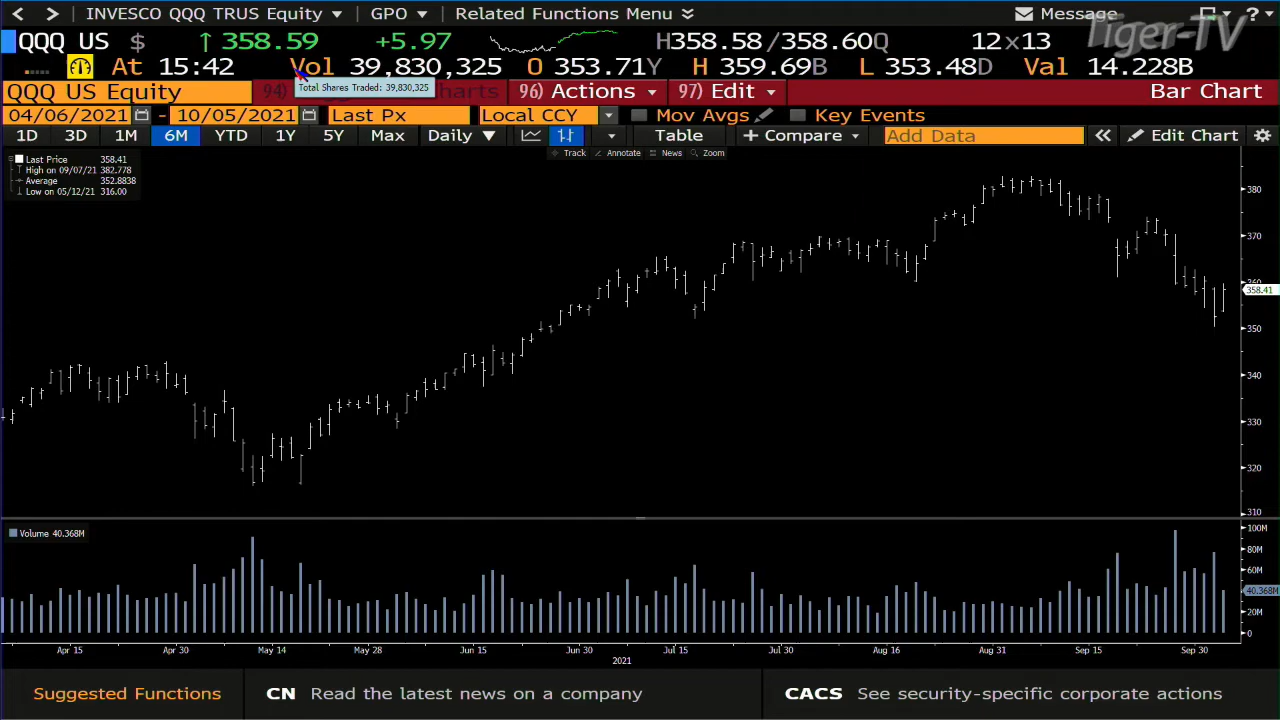 INVESCO QQQ TRUS Equity GPO Related Functions Menu Message ?
QQQ US $ 358.59 +5.97 H358.58/358.60Q 12x13
Tiger-TV
At 15:42 Vol 39,830,325 O 353.71Y H 359.69B L 353.48D Val 14.228B
Total Shares Traded: 39,830,325
QQQ US Equity 94) Charts 96) Actions 97) Edit Bar Chart
04/06/2021 - 10/05/2021 Last Px Local CCY Mov Avgs Key Events
1D 3D 1M 6M YTD 1Y 5Y Max Daily Table + Compare Add Data Edit Chart
Track Annotate News Zoom
Last Price 358.41
High on 09/07/21 382.778
Average 352.8838
Low on 05/12/21 316.00
380
370
360
358.41
350
340
330
320
310
Volume 40.368M
100M
80M
60M
40.368M
20M
0
Apr 15 Apr 30 May 14 May 28 Jun 15 Jun 30 Jul 15 Jul 30 Aug 16 Aug 31 Sep 15 Sep 30
2021
Suggested Functions CN Read the latest news on a company CACS See security-specific corporate actions